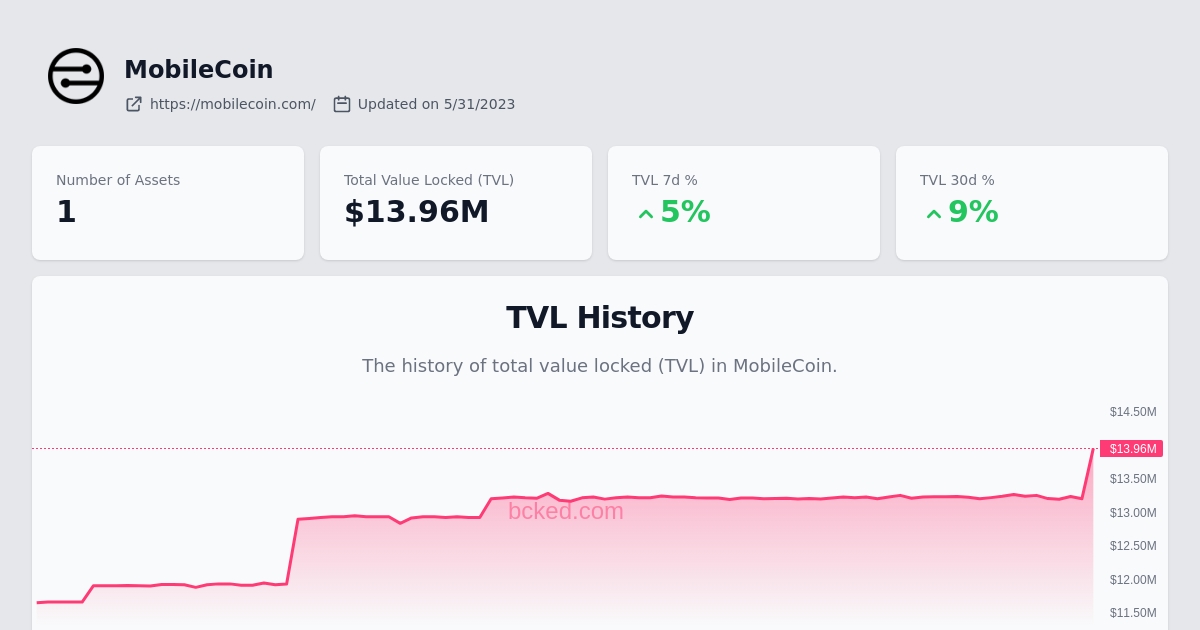 MobileCoin
https://mobilecoin.com/ Updated on 5/31/2023
Number of Assets
1
Total Value Locked (TVL)
$13.96M
TVL 7d %
5%
TVL 30d %
9%
TVL History
The history of total value locked (TVL) in MobileCoin.
$14.50M
$13.96M
$13.50M
$13.00M
bcked.com
$12.50M
$12.00M
$11.50M